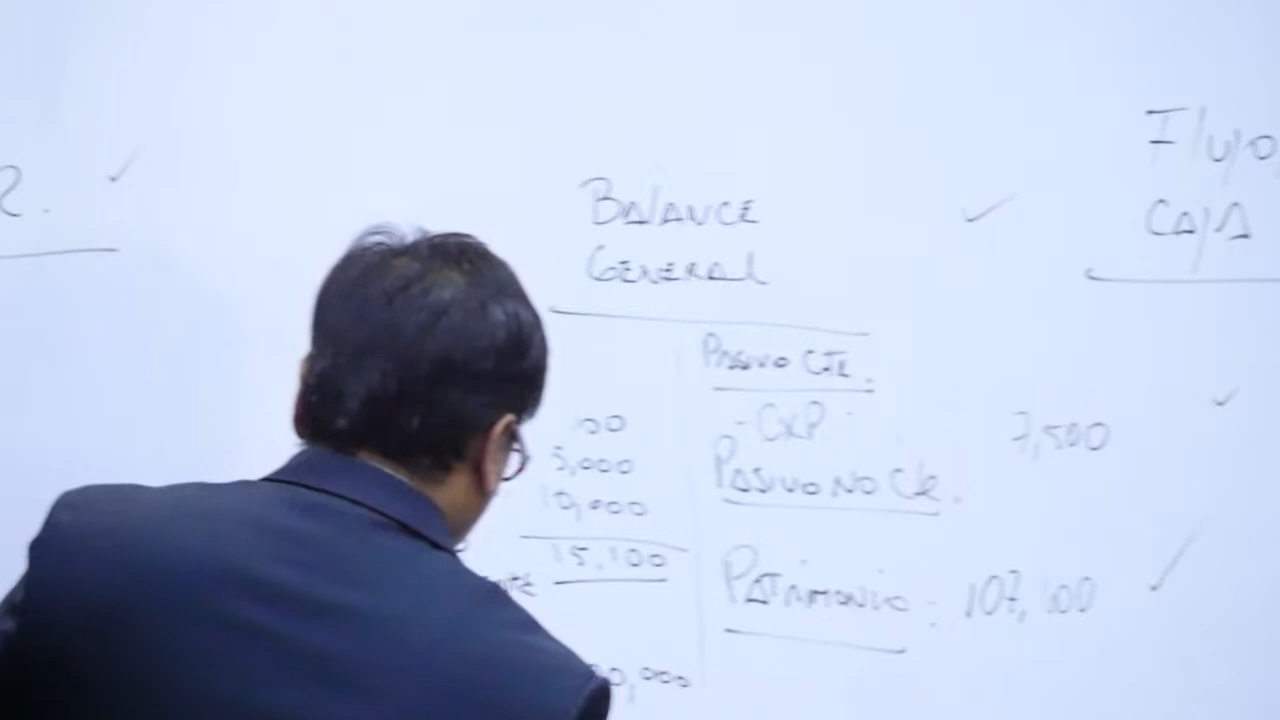 R.
BALANCE
GENERAL
Flujo
CAJA
PASIVO CTE.
100
- CXP 7,500
5,000
PASIVO NO Cte.
10,000
15,100
PATRIMONIO: 107,600